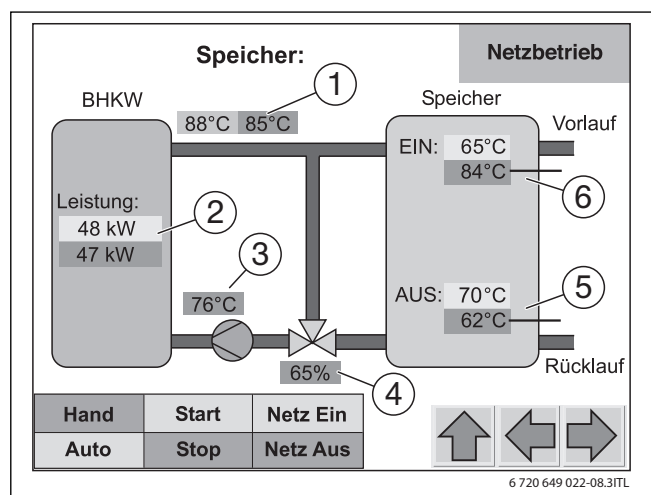 Speicher:
Netzbetrieb
BHKW
Speicher
1
88°C 85°C
Vorlauf
EIN: 65°C
84°C
6
Leistung:
48 kW
47 kW
2
3
76°C
AUS: 70°C
62°C
5
65%
4
Rücklauf
Hand Start Netz Ein
Auto Stop Netz Aus
6 720 649 022-08.3ITL